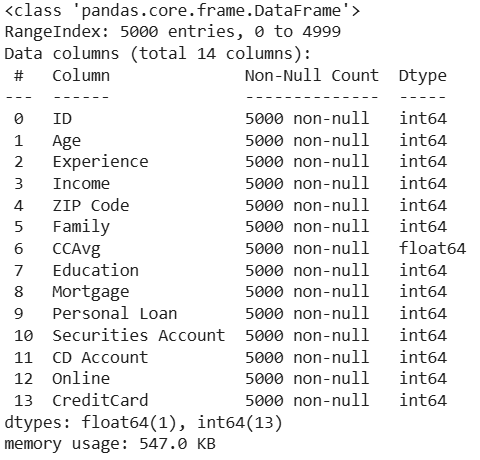 <class 'pandas.core.frame.DataFrame'>
RangeIndex: 5000 entries, 0 to 4999
Data columns (total 14 columns):
 #   Column              Non-Null Count  Dtype
---  ------              --------------  -----
 0   ID                  5000 non-null   int64
 1   Age                 5000 non-null   int64
 2   Experience          5000 non-null   int64
 3   Income              5000 non-null   int64
 4   ZIP Code            5000 non-null   int64
 5   Family              5000 non-null   int64
 6   CCAvg               5000 non-null   float64
 7   Education           5000 non-null   int64
 8   Mortgage            5000 non-null   int64
 9   Personal Loan       5000 non-null   int64
 10  Securities Account  5000 non-null   int64
 11  CD Account          5000 non-null   int64
 12  Online              5000 non-null   int64
 13  CreditCard          5000 non-null   int64
dtypes: float64(1), int64(13)
memory usage: 547.0 KB